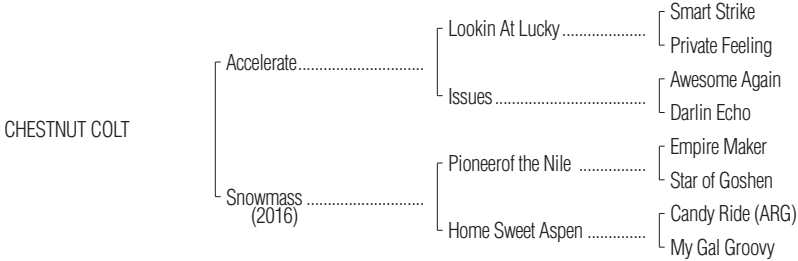 Smart Strike
Lookin At Lucky....................
Private Feeling
Accelerate.............................
Awesome Again
Issues ...................................
Darlin Echo
CHESTNUT COLT
Empire Maker
Pioneerof the Nile ...............
Star of Goshen
Snowmass ...........................
(2016)
Candy Ride (ARG)
Home Sweet Aspen ..............
My Gal Groovy